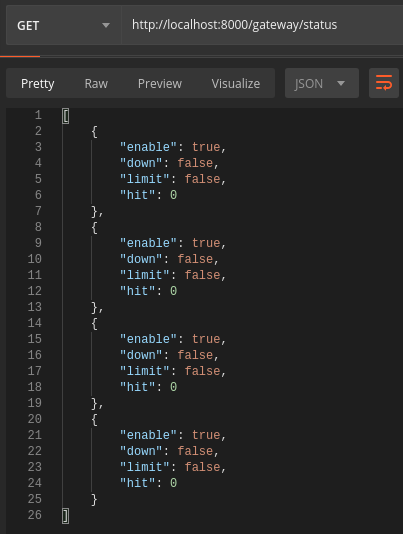 GET http://localhost:8000/gateway/status
Pretty Raw Preview Visualize JSON
1 [
2 {
3 "enable": true,
4 "down": false,
5 "limit": false,
6 "hit": 0
7 },
8 {
9 "enable": true,
10 "down": false,
11 "limit": false,
12 "hit": 0
13 },
14 {
15 "enable": true,
16 "down": false,
17 "limit": false,
18 "hit": 0
19 },
20 {
21 "enable": true,
22 "down": false,
23 "limit": false,
24 "hit": 0
25 }
26 ]